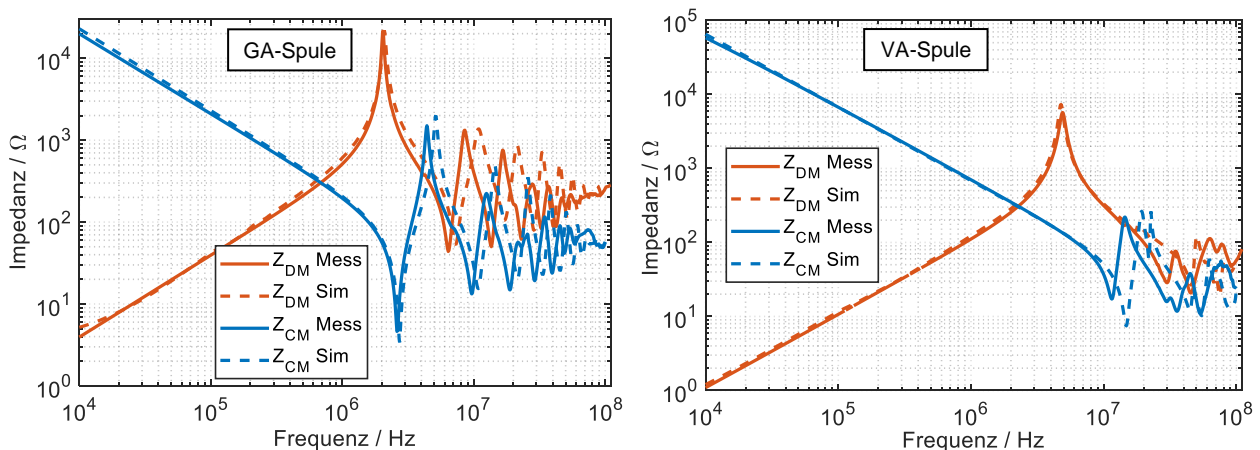 GA-Spule
10^4
10^3
10^2
10^1
10^0
Impedanz / Ω
Z_DM Mess
Z_DM Sim
Z_CM Mess
Z_CM Sim
10^4 10^5 10^6 10^7 10^8
Frequenz / Hz
VA-Spule
10^5
10^4
10^3
10^2
10^1
10^0
Impedanz / Ω
Z_DM Mess
Z_DM Sim
Z_CM Mess
Z_CM Sim
10^4 10^5 10^6 10^7 10^8
Frequenz / Hz